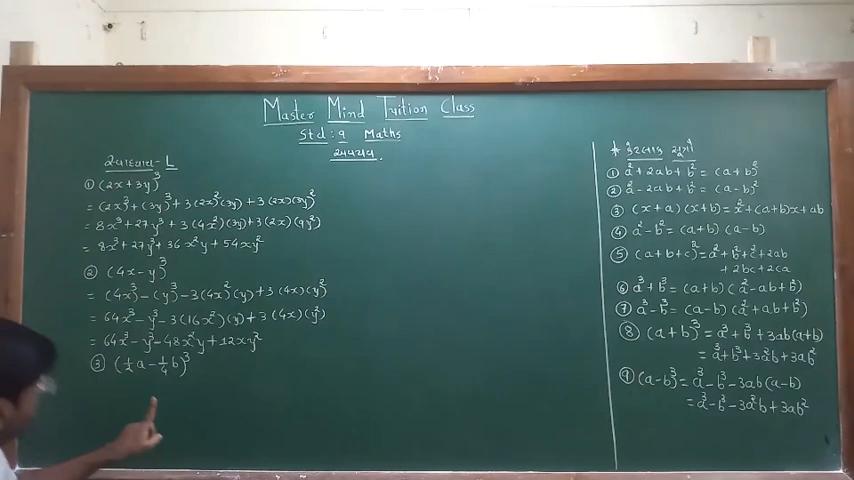 Master Mind Tuition Class
Std : 9 Maths
અવયવ.
સ્વાધ્યાય - L
① (2x + 3y)³
= (2x)³ + (3y)³ + 3(2x)²(3y) + 3(2x)(3y)²
= 8x³ + 27y³ + 3(4x²)(3y) + 3(2x)(9y²)
= 8x³ + 27y³ + 36x²y + 54xy²
② (4x - y)³
= (4x)³ - (y)³ - 3(4x)²(y) + 3(4x)(y)²
= 64x³ - y³ - 3(16x²)(y) + 3(4x)(y²)
= 64x³ - y³ - 48x²y + 12xy²
③ (½a - ¼b)³
* કેટલાક સૂત્રો
① a² + 2ab + b² = (a+b)²
② a² - 2ab + b² = (a-b)²
③ (x+a)(x+b) = x² + (a+b)x + ab
④ a² - b² = (a+b)(a-b)
⑤ (a+b+c)² = a² + b² + c² + 2ab
+ 2bc + 2ca
⑥ a³ + b³ = (a+b)(a² - ab + b²)
⑦ a³ - b³ = (a-b)(a² + ab + b²)
⑧ (a+b)³ = a³ + b³ + 3ab(a+b)
= a³ + b³ + 3a²b + 3ab²
⑨ (a-b)³ = a³ - b³ - 3ab(a-b)
= a³ - b³ - 3a²b + 3ab²